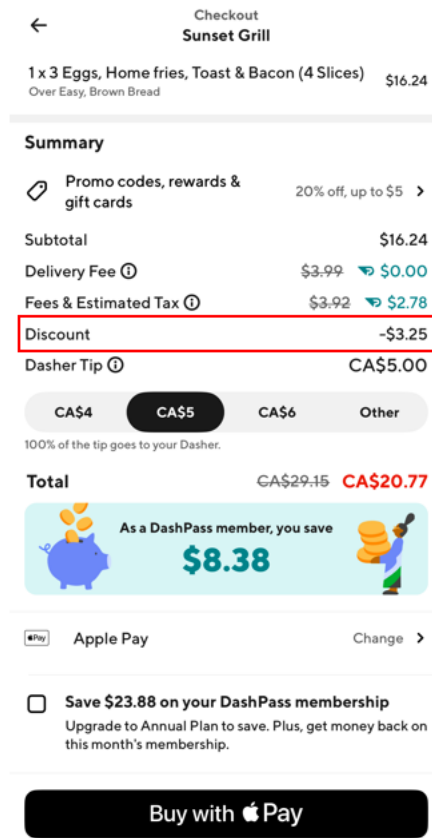 Checkout
Sunset Grill
1 x 3 Eggs, Home fries, Toast & Bacon (4 Slices) $16.24
Over Easy, Brown Bread
Summary
Promo codes, rewards & gift cards 20% off, up to $5
Subtotal $16.24
Delivery Fee $3.99 $0.00
Fees & Estimated Tax $3.92 $2.78
Discount -$3.25
Dasher Tip CA$5.00
CA$4 CA$5 CA$6 Other
100% of the tip goes to your Dasher.
Total CA$29.15 CA$20.77
As a DashPass member, you save
$8.38
Pay Apple Pay Change
Save $23.88 on your DashPass membership
Upgrade to Annual Plan to save. Plus, get money back on
this month's membership.
Buy with Pay